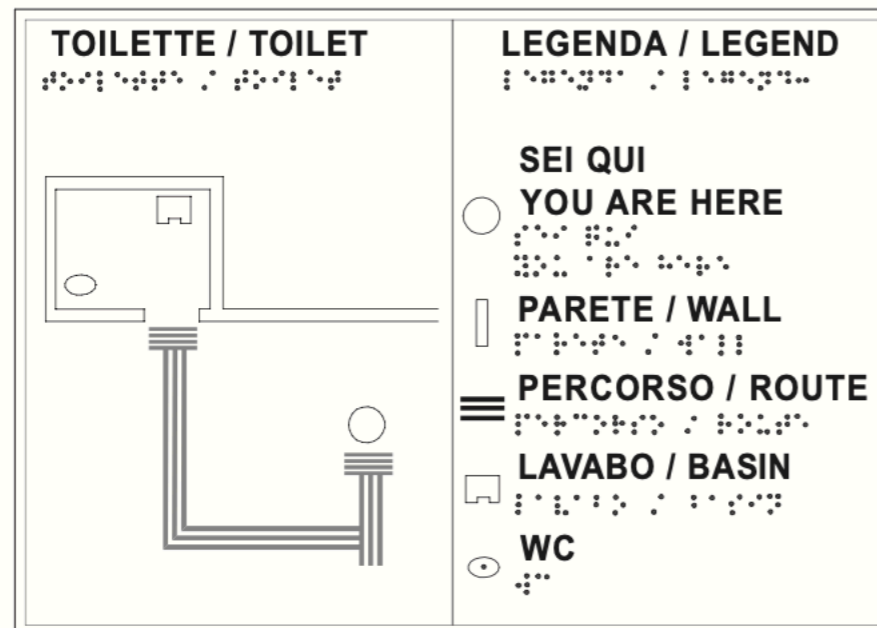 TOILETTE / TOILET
⠞⠕⠊⠇⠑⠞⠞⠑ ⠌ ⠞⠕⠊⠇⠑⠞
LEGENDA / LEGEND
SEI QUI
YOU ARE HERE
⠎⠑⠊ ⠟⠥⠊
⠽⠕⠥ ⠁⠗⠑ ⠓⠑⠗⠑
PARETE / WALL
⠏⠁⠗⠑⠞⠑ ⠌ ⠺⠁⠇⠇
PERCORSO / ROUTE
⠏⠑⠗⠉⠕⠗⠎⠕ ⠌ ⠗⠕⠥⠞⠑
LAVABO / BASIN
⠇⠁⠧⠁⠃⠕ ⠌ ⠃⠁⠎⠊⠝
WC
⠺⠉